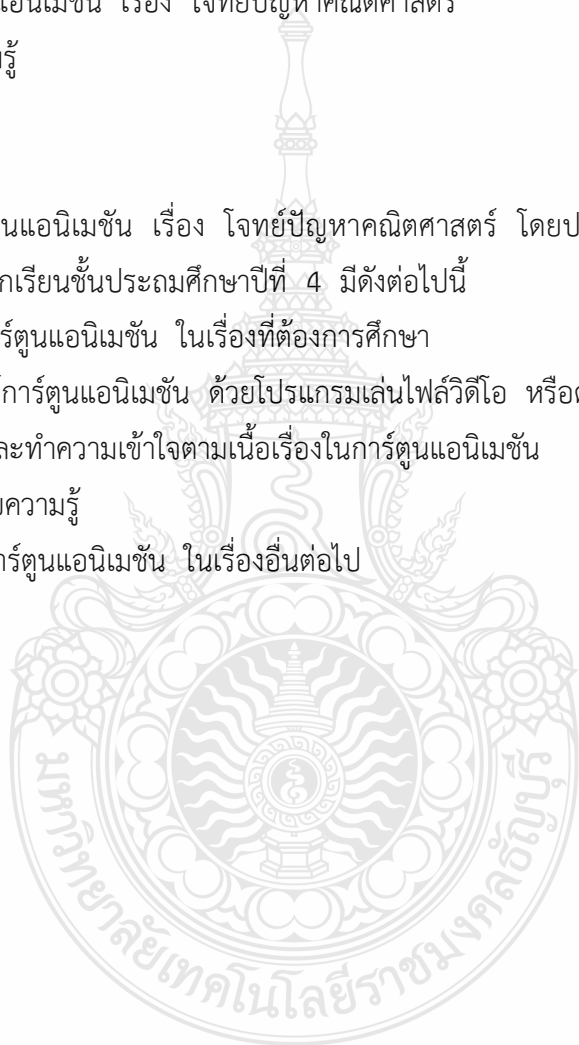 อนิเมชัน เรื่อง โจทย์ปัญหาคณิตศาสตร์
รู้
นแอนิเมชัน เรื่อง โจทย์ปัญหาคณิตศาสตร์ โดยป
กเรียนชั้นประถมศึกษาปีที่ 4 มีดังต่อไปนี้
ร์ตูนแอนิเมชัน ในเรื่องที่ต้องการศึกษา
การ์ตูนแอนิเมชัน ด้วยโปรแกรมเล่นไฟล์วิดีโอ หรือ
ละทำความเข้าใจตามเนื้อเรื่องในการ์ตูนแอนิเมชัน
ความรู้
าร์ตูนแอนิเมชัน ในเรื่องอื่นต่อไป
มหาวิทยาลัยเทคโนโลยีราชมงคลธัญบุรี